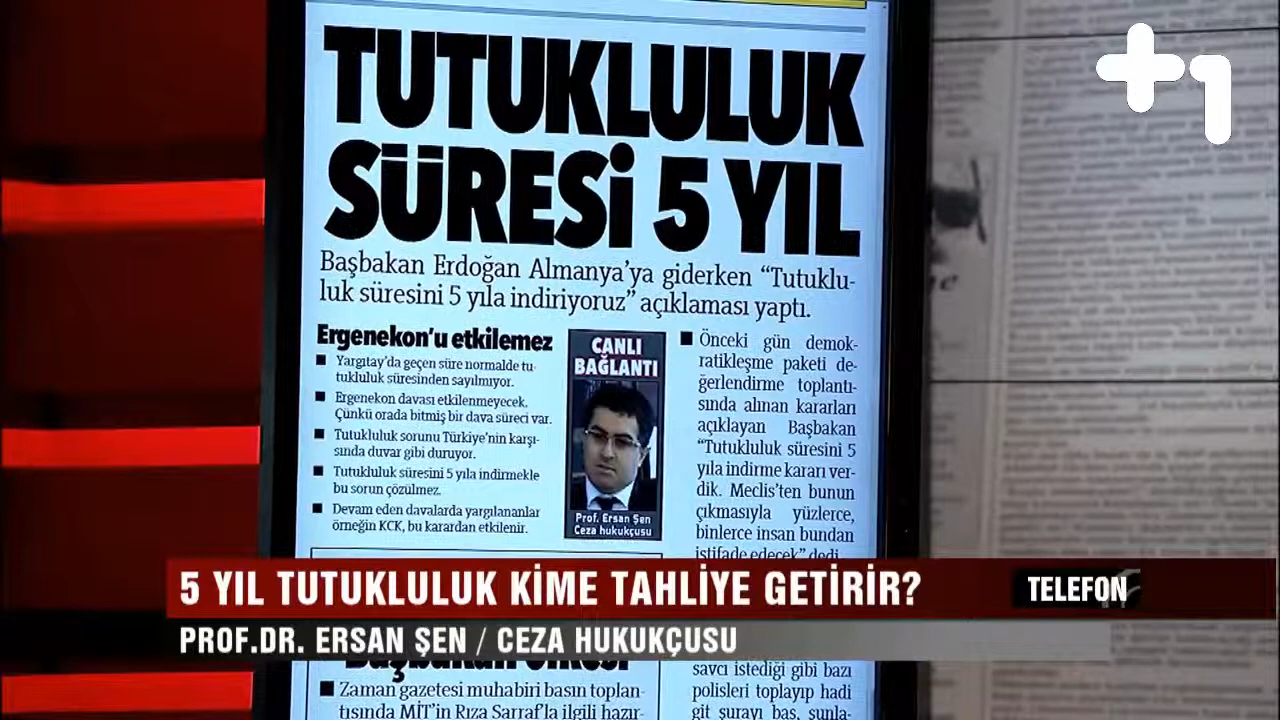 +1
TUTUKLULUK
SÜRESİ 5 YIL
Başbakan Erdoğan Almanya'ya giderken “Tutuklu-
luk süresini 5 yıla indiriyoruz” açıklaması yaptı.
Ergenekon'u etkilemez
■ Yargıtay'da geçen süre normalde tu-
tukluluk süresinden sayılmıyor.
■ Ergenekon davası etkilenmeyecek,
Çünkü orada bitmiş bir dava süreci var.
■ Tutukluluk sorunu Türkiye'nin karşı-
sında duvar gibi duruyor.
■ Tutukluluk süresini 5 yıla indirmekle
bu sorun çözülmez.
■ Devam eden davalarda yargılananlar
örneğin KCK, bu karardan etkilenir.
CANLI
BAĞLANTI
Prof. Ersan Şen
Ceza hukukçusu
■ Önceki gün demok-
ratikleşme paketi de-
ğerlendirme toplantı-
sında alınan kararları
açıklayan Başbakan
“Tutukluluk süresini 5
yıla indirme kararı ver-
dik. Meclis'ten bunun
çıkmasıyla yüzlerce,
binlerce insan bundan
istifade edecek” dedi.
5 YIL TUTUKLULUK KİME TAHLİYE GETİRİR?
TELEFON
PROF.DR. ERSAN ŞEN / CEZA HUKUKÇUSU
■ Zaman gazetesi muhabiri basın toplan-
tısında MİT'in Rıza Sarraf'la ilgili hazır-
savcı istediği gibi bazı
polisleri toplayıp hadi
git şurayı bas, şunla-